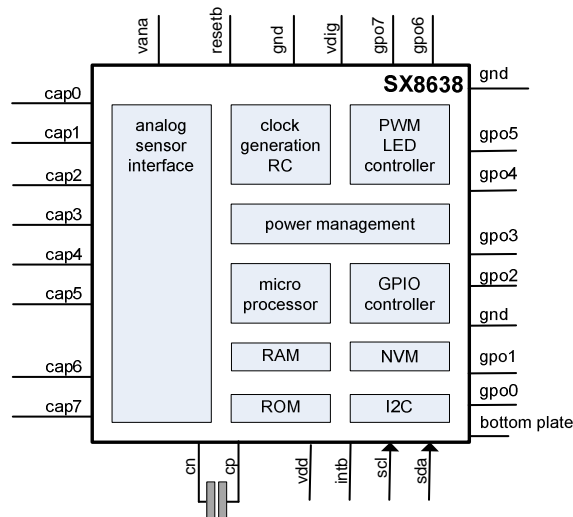 vana
resetb
gnd
vdig
gpo7
gpo6
SX8638
cap0
cap1
cap2
cap3
cap4
cap5
cap6
cap7
analog
sensor
interface
clock
generation
RC
PWM
LED
controller
power management
micro
processor
GPIO
controller
RAM
NVM
ROM
I2C
gnd
gpo5
gpo4
gpo3
gpo2
gnd
gpo1
gpo0
bottom plate
cn
cp
vdd
intb
scl
sda